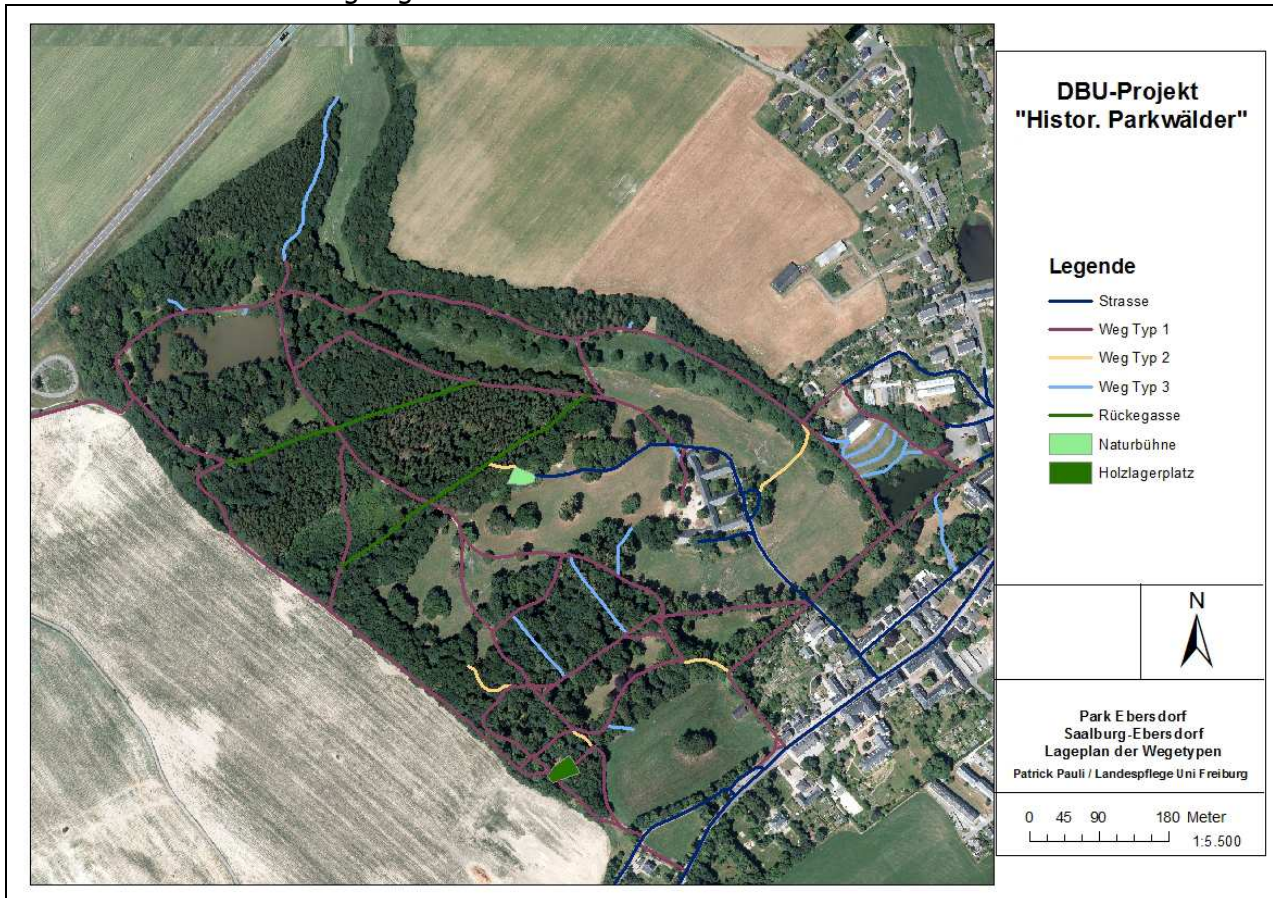 DBU-Projekt
"Histor. Parkwälder"
Legende
Strasse
Weg Typ 1
Weg Typ 2
Weg Typ 3
Rückegasse
Naturbühne
Holzlagerplatz
N
Park Ebersdorf
Saalburg-Ebersdorf
Lageplan der Wegetypen
Patrick Pauli / Landespflege Uni Freiburg
0 45 90 180 Meter
1:5.500